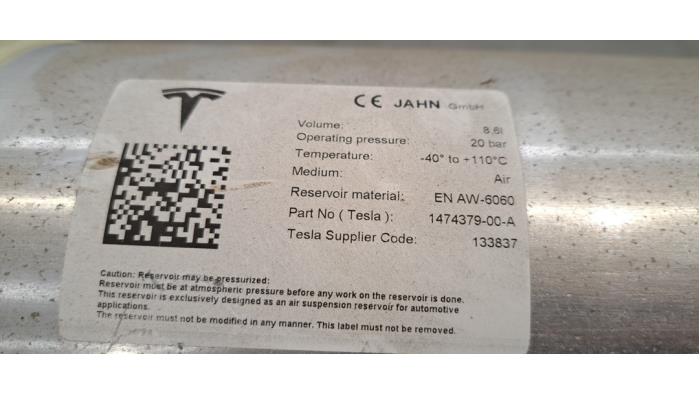 CE JAHN GmbH
Volume: 8,6l
Operating pressure: 20 bar
Temperature: -40° to +110°C
Medium: Air
Reservoir material: EN AW-6060
Part No ( Tesla ): 1474379-00-A
Tesla Supplier Code: 133837
Caution: Reservoir may be pressurized:
Reservoir must be at atmospheric pressure before any work on the reservoir is done.
This reservoir is exclusively designed as an air suspension reservoir for automotive
applications.
The reservoir must not be modified in any manner. This label must not be removed.